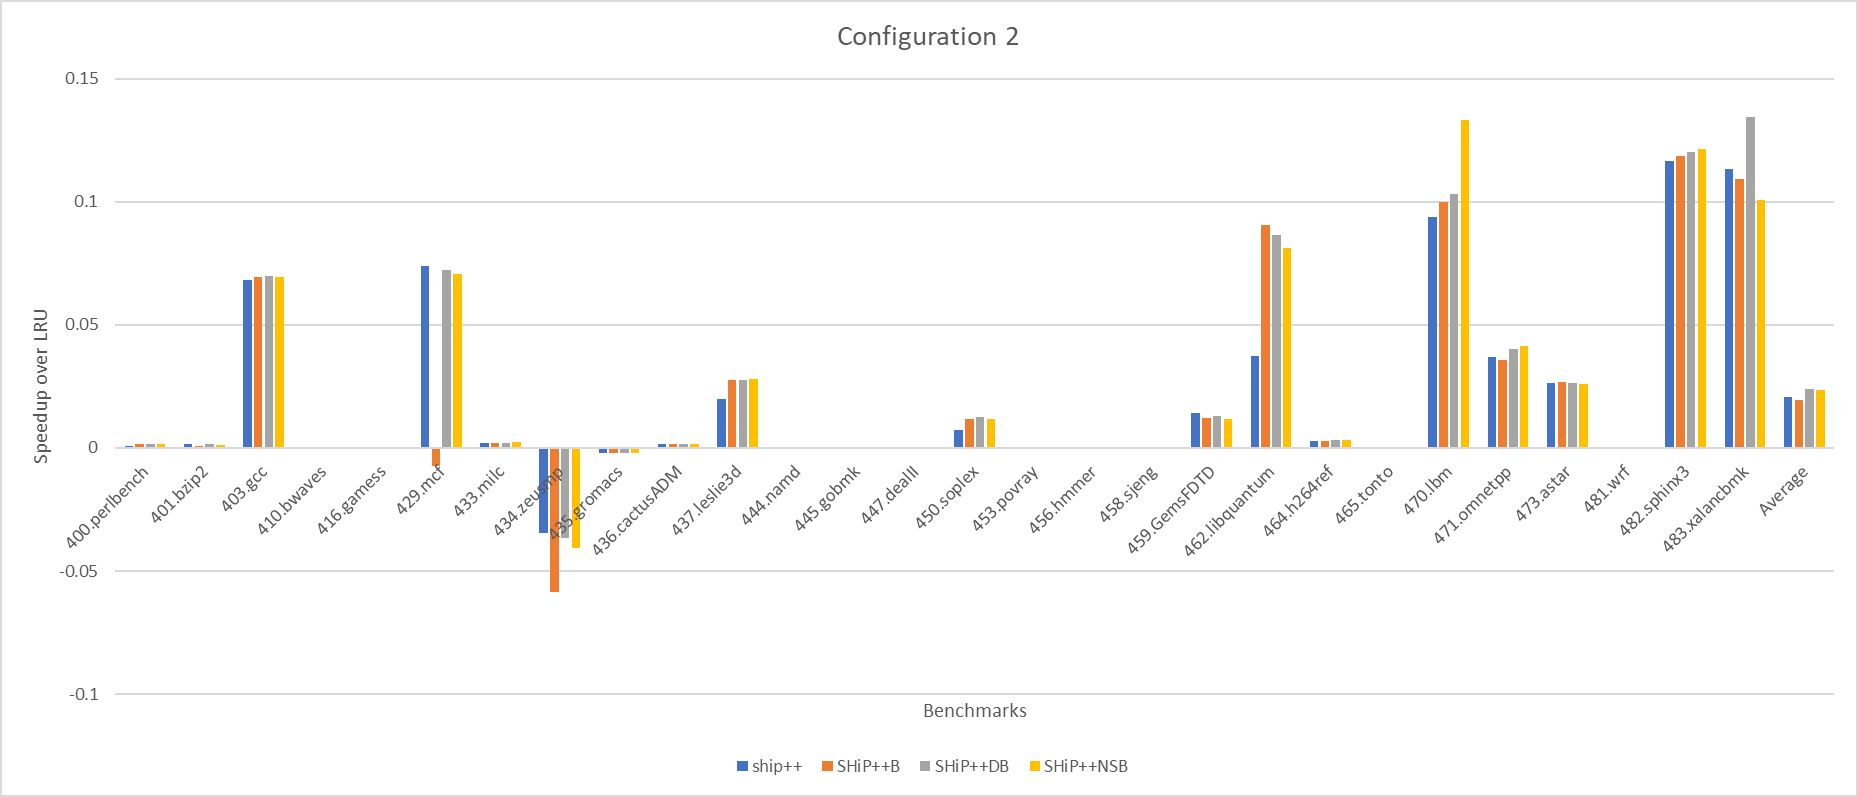 Configuration 2
Speedup over LRU
0.15
0.1
0.05
0
-0.05
-0.1
400.perlbench
401.bzip2
403.gcc
410.bwaves
416.gamess
429.mcf
433.milc
434.zeusmp
435.gromacs
436.cactusADM
437.leslie3d
444.namd
445.gobmk
447.dealII
450.soplex
453.povray
456.hmmer
458.sjeng
459.GemsFDTD
462.libquantum
464.h264ref
465.tonto
470.lbm
471.omnetpp
473.astar
481.wrf
482.sphinx3
483.xalancbmk
Average
Benchmarks
ship++ SHiP++B SHiP++DB SHiP++NSB